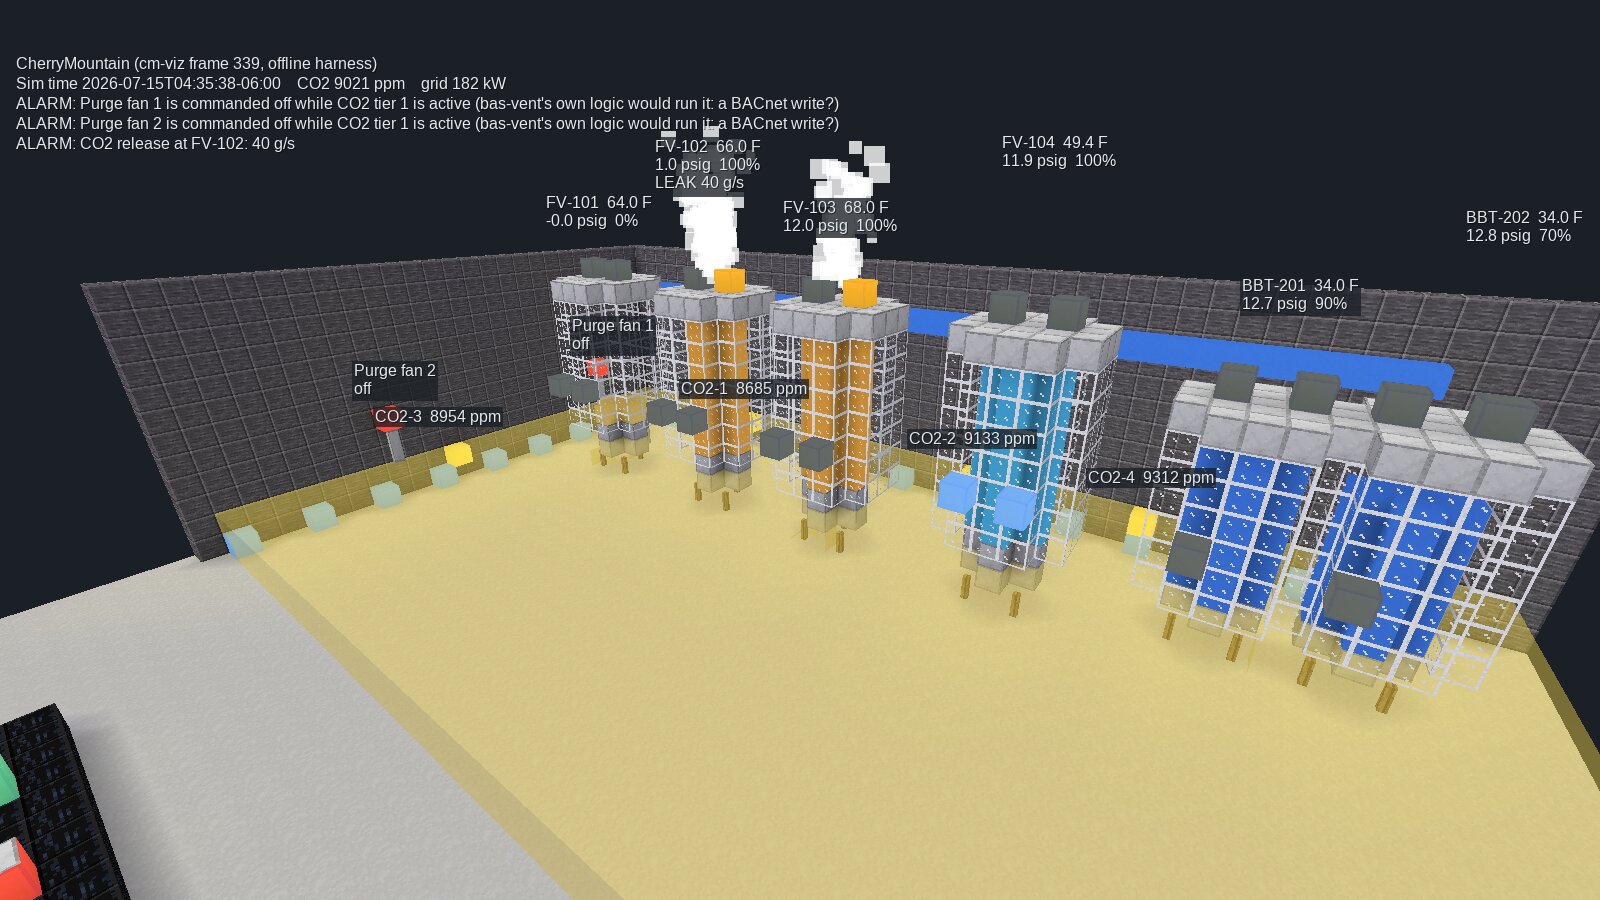 CherryMountain (cm-viz frame 339, offline harness)
Sim time 2026-07-15T04:35:38-06:00    CO2 9021 ppm    grid 182 kW
ALARM: Purge fan 1 is commanded off while CO2 tier 1 is active (bas-vent's own logic would run it: a BACnet write?)
ALARM: Purge fan 2 is commanded off while CO2 tier 1 is active (bas-vent's own logic would run it: a BACnet write?)
ALARM: CO2 release at FV-102: 40 g/s
FV-102  66.0 F
1.0 psig  100%
LEAK 40 g/s
FV-104  49.4 F
11.9 psig  100%
FV-101  64.0 F
-0.0 psig  0%
FV-103  68.0 F
12.0 psig  100%
BBT-202  34.0 F
12.8 psig  70%
BBT-201  34.0 F
12.7 psig  90%
Purge fan 1
off
Purge fan 2
off
CO2-1  8685 ppm
CO2-3  8954 ppm
CO2-2  9133 ppm
CO2-4  9312 ppm